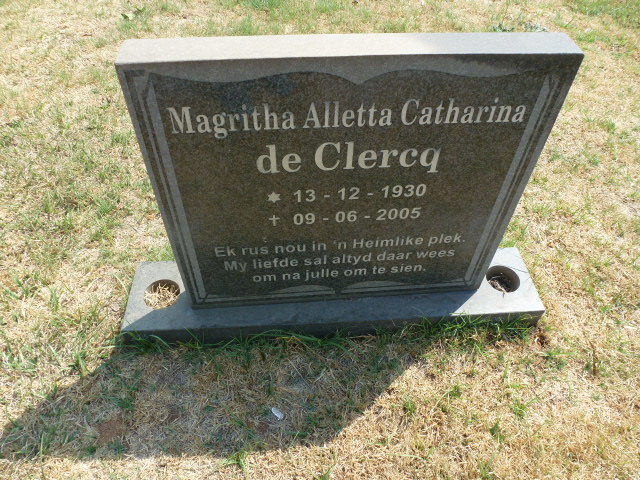 Magritha Alletta Catharina
de Clercq
✶ 13 - 12 - 1930
✝ 09 - 06 - 2005
Ek rus nou in 'n Heimlike plek.
My liefde sal altyd daar wees
om na julle om te sien.